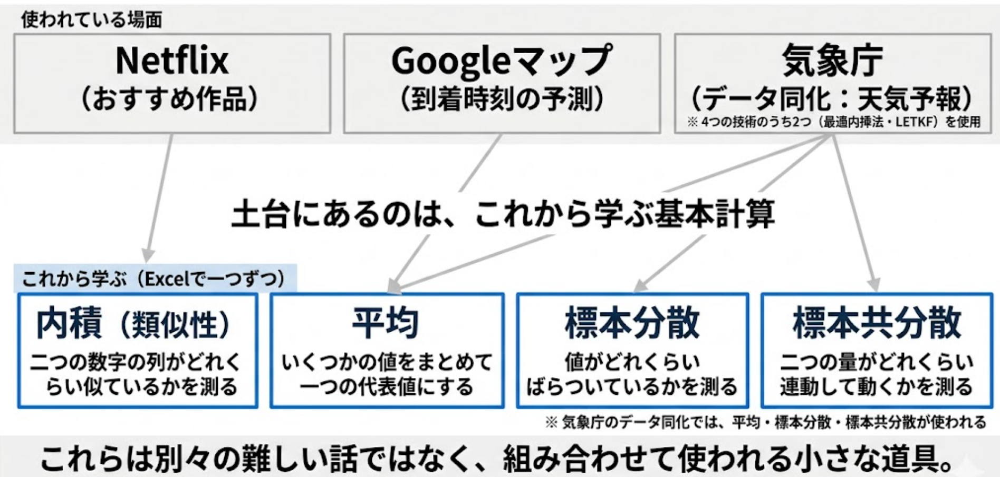 使われている場面
Netflix
（おすすめ作品）
Googleマップ
（到着時刻の予測）
気象庁
（データ同化：天気予報）
※ 4つの技術のうち2つ（最適内挿法・LETKF）を使用
土台にあるのは、これから学ぶ基本計算
これから学ぶ（Excelで一つずつ）
内積（類似性）
二つの数字の列がどれく
らい似ているかを測る
平均
いくつかの値をまとめて
一つの代表値にする
標本分散
値がどれくらい
ばらついているかを測る
標本共分散
二つの量がどれくらい
連動して動くかを測る
※ 気象庁のデータ同化では、平均・標本分散・標本共分散が使われる
これらは別々の難しい話ではなく、組み合わせて使われる小さな道具。